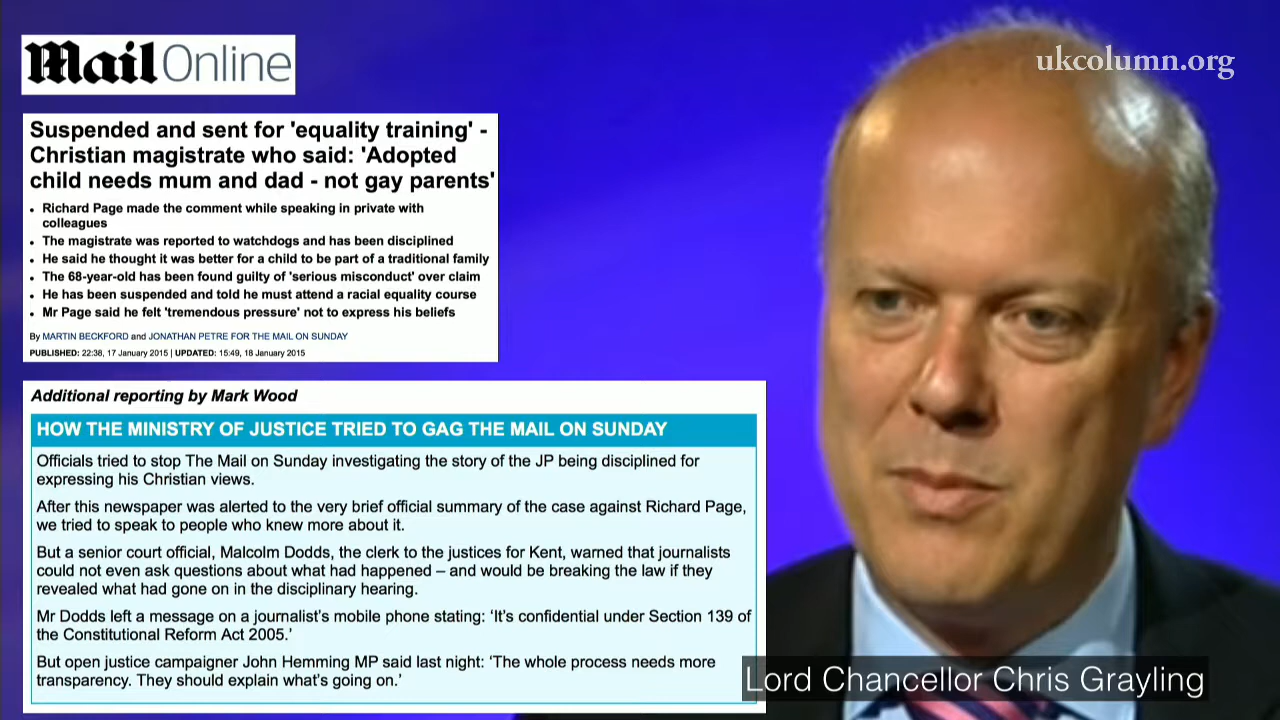 Mail Online
ukcolumn.org
Suspended and sent for 'equality training' -
Christian magistrate who said: 'Adopted
child needs mum and dad - not gay parents'
• Richard Page made the comment while speaking in private with
colleagues
• The magistrate was reported to watchdogs and has been disciplined
• He said he thought it was better for a child to be part of a traditional family
• The 68-year-old has been found guilty of 'serious misconduct' over claim
• He has been suspended and told he must attend a racial equality course
• Mr Page said he felt 'tremendous pressure' not to express his beliefs
By MARTIN BECKFORD and JONATHAN PETRE FOR THE MAIL ON SUNDAY
PUBLISHED: 22:38, 17 January 2015 | UPDATED: 15:49, 18 January 2015
Additional reporting by Mark Wood
HOW THE MINISTRY OF JUSTICE TRIED TO GAG THE MAIL ON SUNDAY
Officials tried to stop The Mail on Sunday investigating the story of the JP being disciplined for
expressing his Christian views.
After this newspaper was alerted to the very brief official summary of the case against Richard Page,
we tried to speak to people who knew more about it.
But a senior court official, Malcolm Dodds, the clerk to the justices for Kent, warned that journalists
could not even ask questions about what had happened – and would be breaking the law if they
revealed what had gone on in the disciplinary hearing.
Mr Dodds left a message on a journalist's mobile phone stating: 'It's confidential under Section 139 of
the Constitutional Reform Act 2005.'
But open justice campaigner John Hemming MP said last night: 'The whole process needs more
transparency. They should explain what's going on.'
Lord Chancellor Chris Grayling